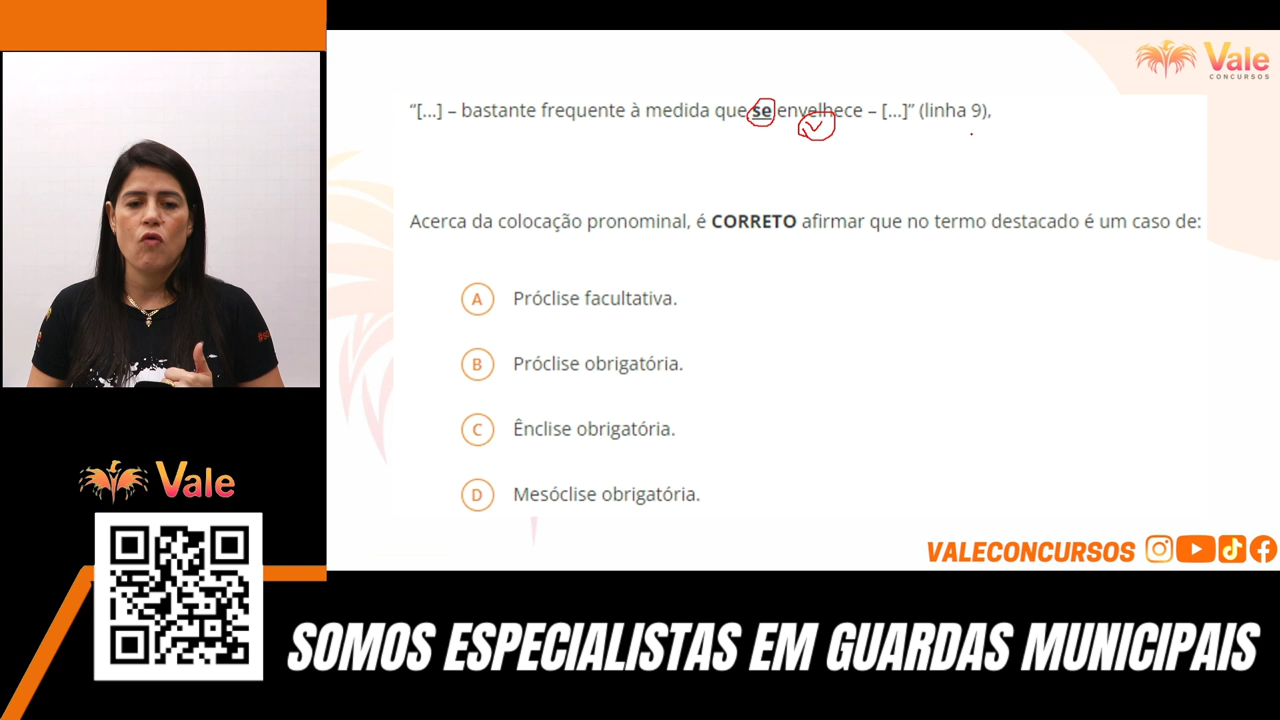 Vale
CONCURSOS
“[...] – bastante frequente à medida que se envelhece – [...]” (linha 9),
V
Acerca da colocação pronominal, é CORRETO afirmar que no termo destacado é um caso de:
A Próclise facultativa.
B Próclise obrigatória.
C Ênclise obrigatória.
D Mesóclise obrigatória.
Vale
VALECONCURSOS
SOMOS ESPECIALISTAS EM GUARDAS MUNICIPAIS